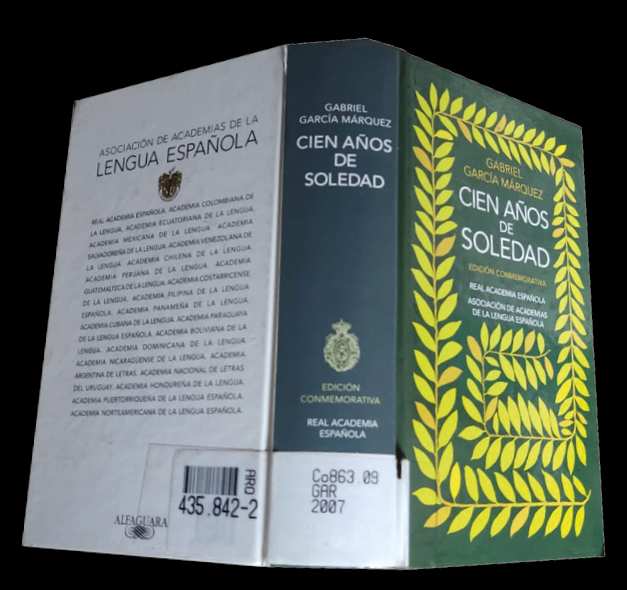 ASOCIACIÓN DE ACADEMIAS DE LA
LENGUA ESPAÑOLA
REAL ACADEMIA ESPAÑOLA. ACADEMIA COLOMBIANA DE
LA LENGUA. ACADEMIA ECUATORIANA DE LA LENGUA.
ACADEMIA MEXICANA DE LA LENGUA. ACADEMIA
SALVADOREÑA DE LA LENGUA. ACADEMIA VENEZOLANA DE
LA LENGUA. ACADEMIA CHILENA DE LA LENGUA.
ACADEMIA PERUANA DE LA LENGUA. ACADEMIA
GUATEMALTECA DE LA LENGUA. ACADEMIA COSTARRICENSE
DE LA LENGUA. ACADEMIA FILIPINA DE LA LENGUA
ESPAÑOLA. ACADEMIA PANAMEÑA DE LA LENGUA.
ACADEMIA CUBANA DE LA LENGUA. ACADEMIA PARAGUAYA
DE LA LENGUA ESPAÑOLA. ACADEMIA BOLIVIANA DE LA
LENGUA. ACADEMIA DOMINICANA DE LA LENGUA.
ACADEMIA NICARAGÜENSE DE LA LENGUA. ACADEMIA
ARGENTINA DE LETRAS. ACADEMIA NACIONAL DE LETRAS
DEL URUGUAY. ACADEMIA HONDUREÑA DE LA LENGUA.
ACADEMIA PUERTORRIQUEÑA DE LA LENGUA ESPAÑOLA.
ACADEMIA NORTEAMERICANA DE LA LENGUA ESPAÑOLA.
ARD
435.842-2
ALFAGUARA
GABRIEL
GARCÍA MÁRQUEZ
CIEN AÑOS
DE
SOLEDAD
EDICIÓN
CONMEMORATIVA
REAL ACADEMIA
ESPAÑOLA
Co863.09
GAR
2007
GABRIEL
GARCÍA MÁRQUEZ
CIEN AÑOS
DE
SOLEDAD
EDICIÓN CONMEMORATIVA
REAL ACADEMIA ESPAÑOLA
ASOCIACIÓN DE ACADEMIAS
DE LA LENGUA ESPAÑOLA